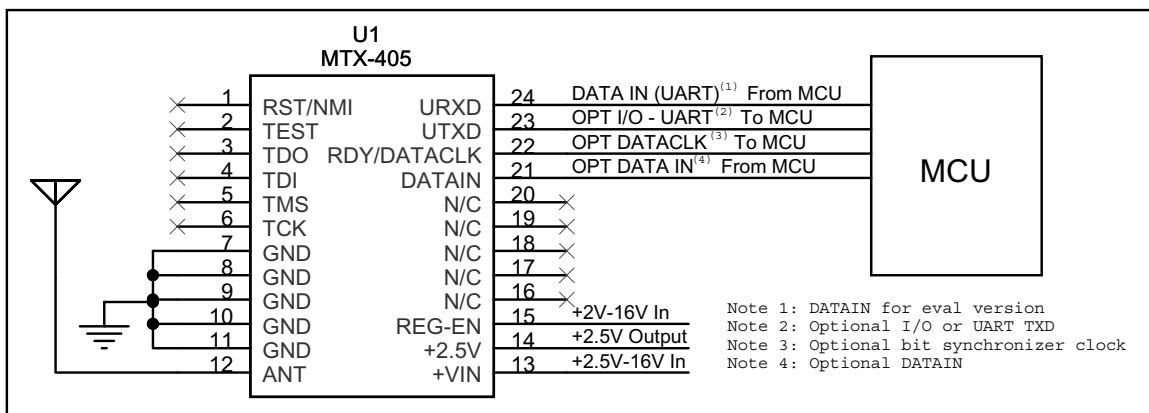 U1
MTX-405
1 RST/NMI URXD 24 DATA IN (UART)(1) From MCU
2 TEST UTXD 23 OPT I/O - UART(2) To MCU
3 TDO RDY/DATACLK 22 OPT DATACLK(3) To MCU
4 TDI DATAIN 21 OPT DATA IN(4) From MCU
MCU
5 TMS N/C 20
6 TCK N/C 19
7 GND N/C 18
8 GND N/C 17
9 GND N/C 16
10 GND REG-EN 15 +2V-16V In
11 GND +2.5V 14 +2.5V Output
12 ANT +VIN 13 +2.5V-16V In
Note 1: DATAIN for eval version
Note 2: Optional I/O or UART TXD
Note 3: Optional bit synchronizer clock
Note 4: Optional DATAIN